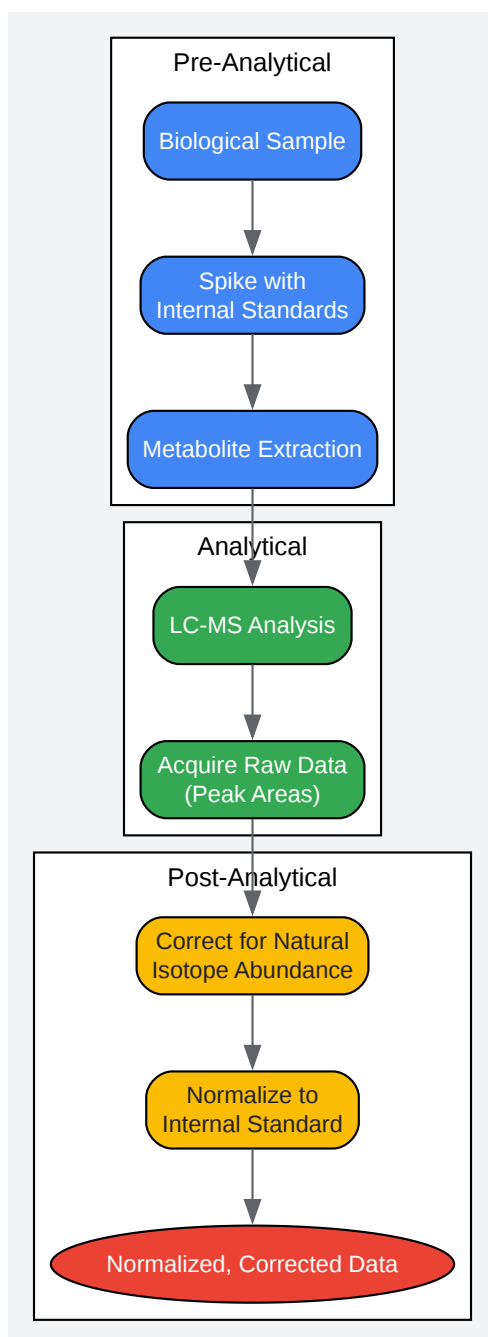 Pre-Analytical
Biological Sample
Spike with
Internal Standards
Metabolite Extraction
Analytical
LC-MS Analysis
Acquire Raw Data
(Peak Areas)
Post-Analytical
Correct for Natural
Isotope Abundance
Normalize to
Internal Standard
Normalized, Corrected Data